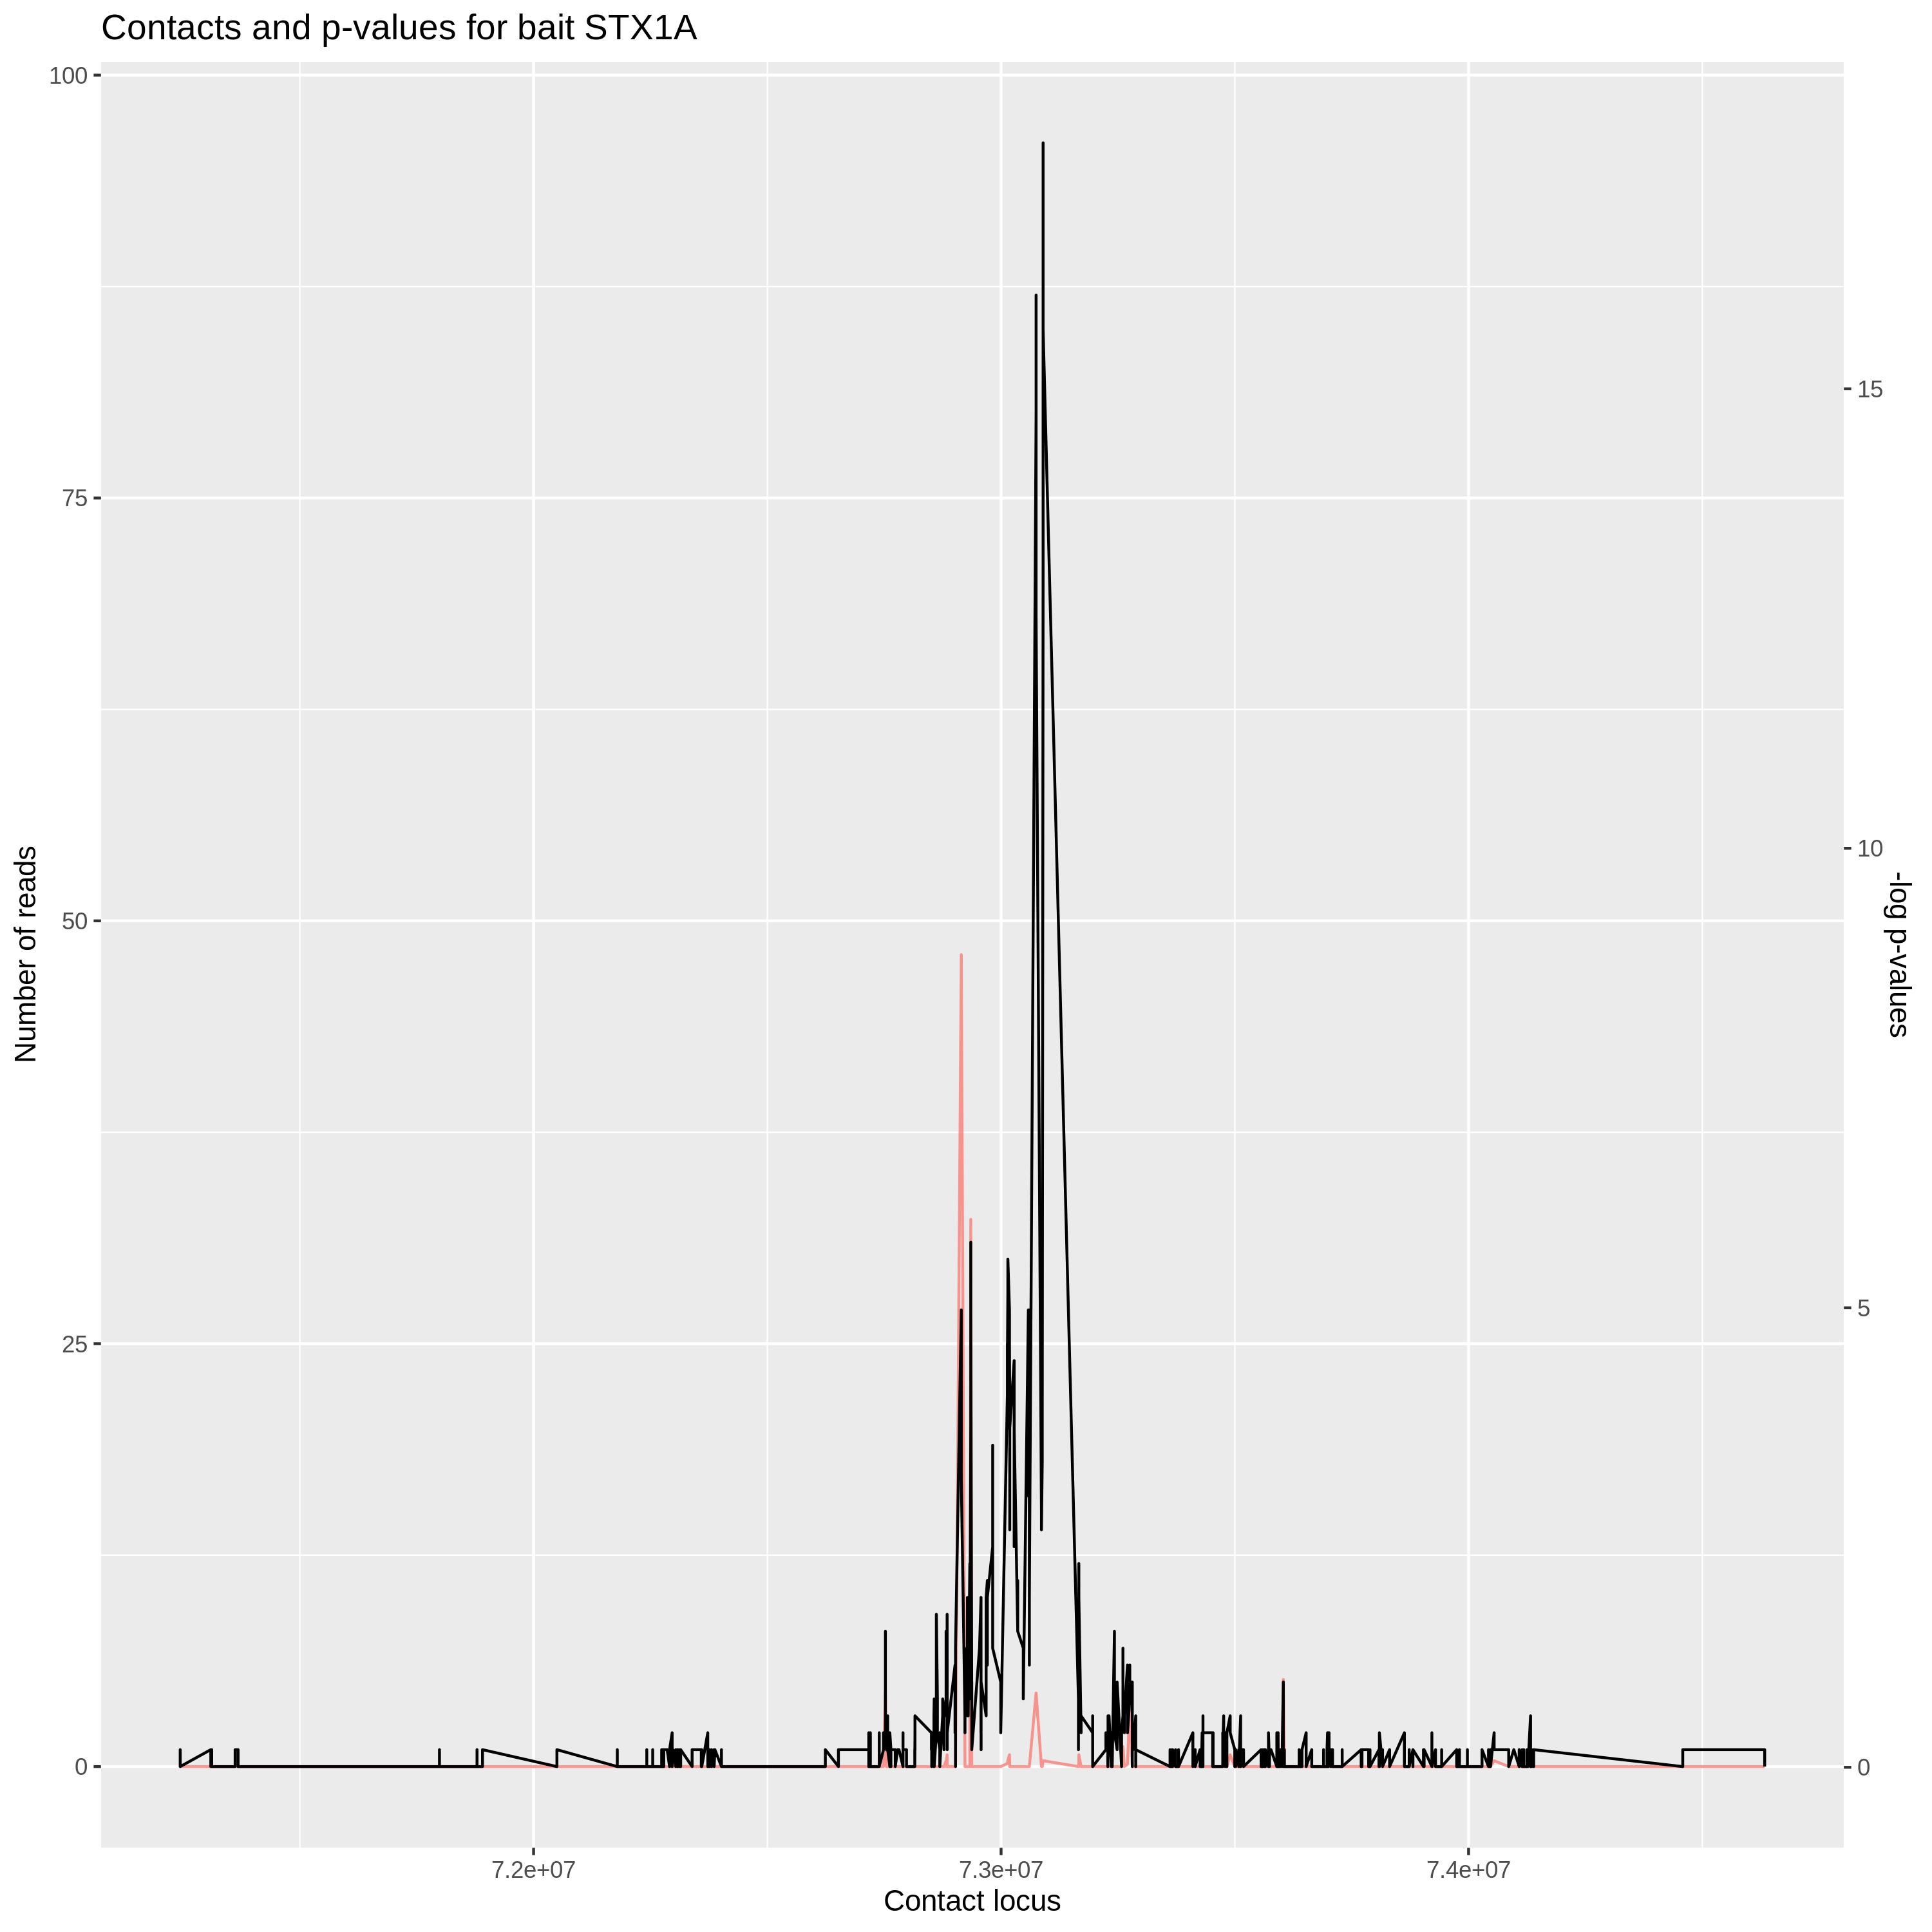 Contacts and p-values for bait STX1A
100
75
50
25
0
15
10
5
0
Number of reads
-log p-values
7.2e+07 7.3e+07 7.4e+07
Contact locus